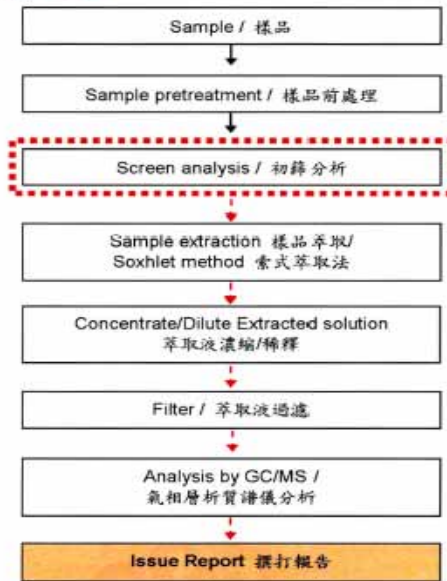 Sample / 樣品
Sample pretreatment / 樣品前處理
Screen analysis / 初篩分析
Sample extraction 樣品萃取/
Soxhlet method 索式萃取法
Concentrate/Dilute Extracted solution
萃取液濃縮/稀釋
Filter / 萃取液過濾
Analysis by GC/MS /
氣相層析質譜儀分析
Issue Report 撰打報告